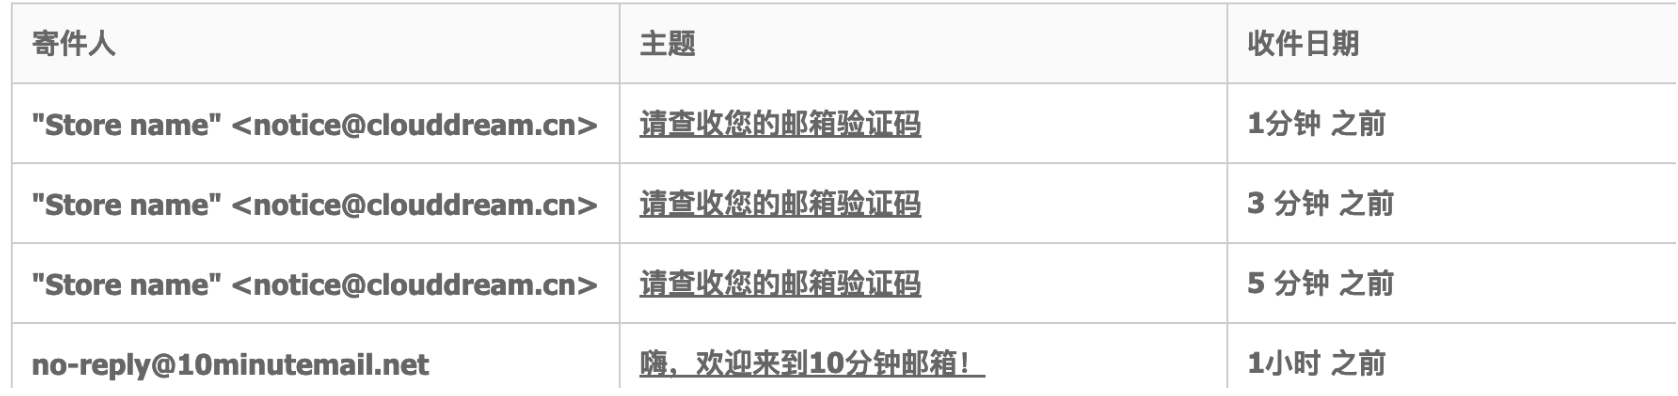 寄件人 主题 收件日期
"Store name" <notice@clouddream.cn> 请查收您的邮箱验证码 1分钟 之前
"Store name" <notice@clouddream.cn> 请查收您的邮箱验证码 3 分钟 之前
"Store name" <notice@clouddream.cn> 请查收您的邮箱验证码 5 分钟 之前
no-reply@10minutemail.net 嗨，欢迎来到10分钟邮箱！ 1小时 之前